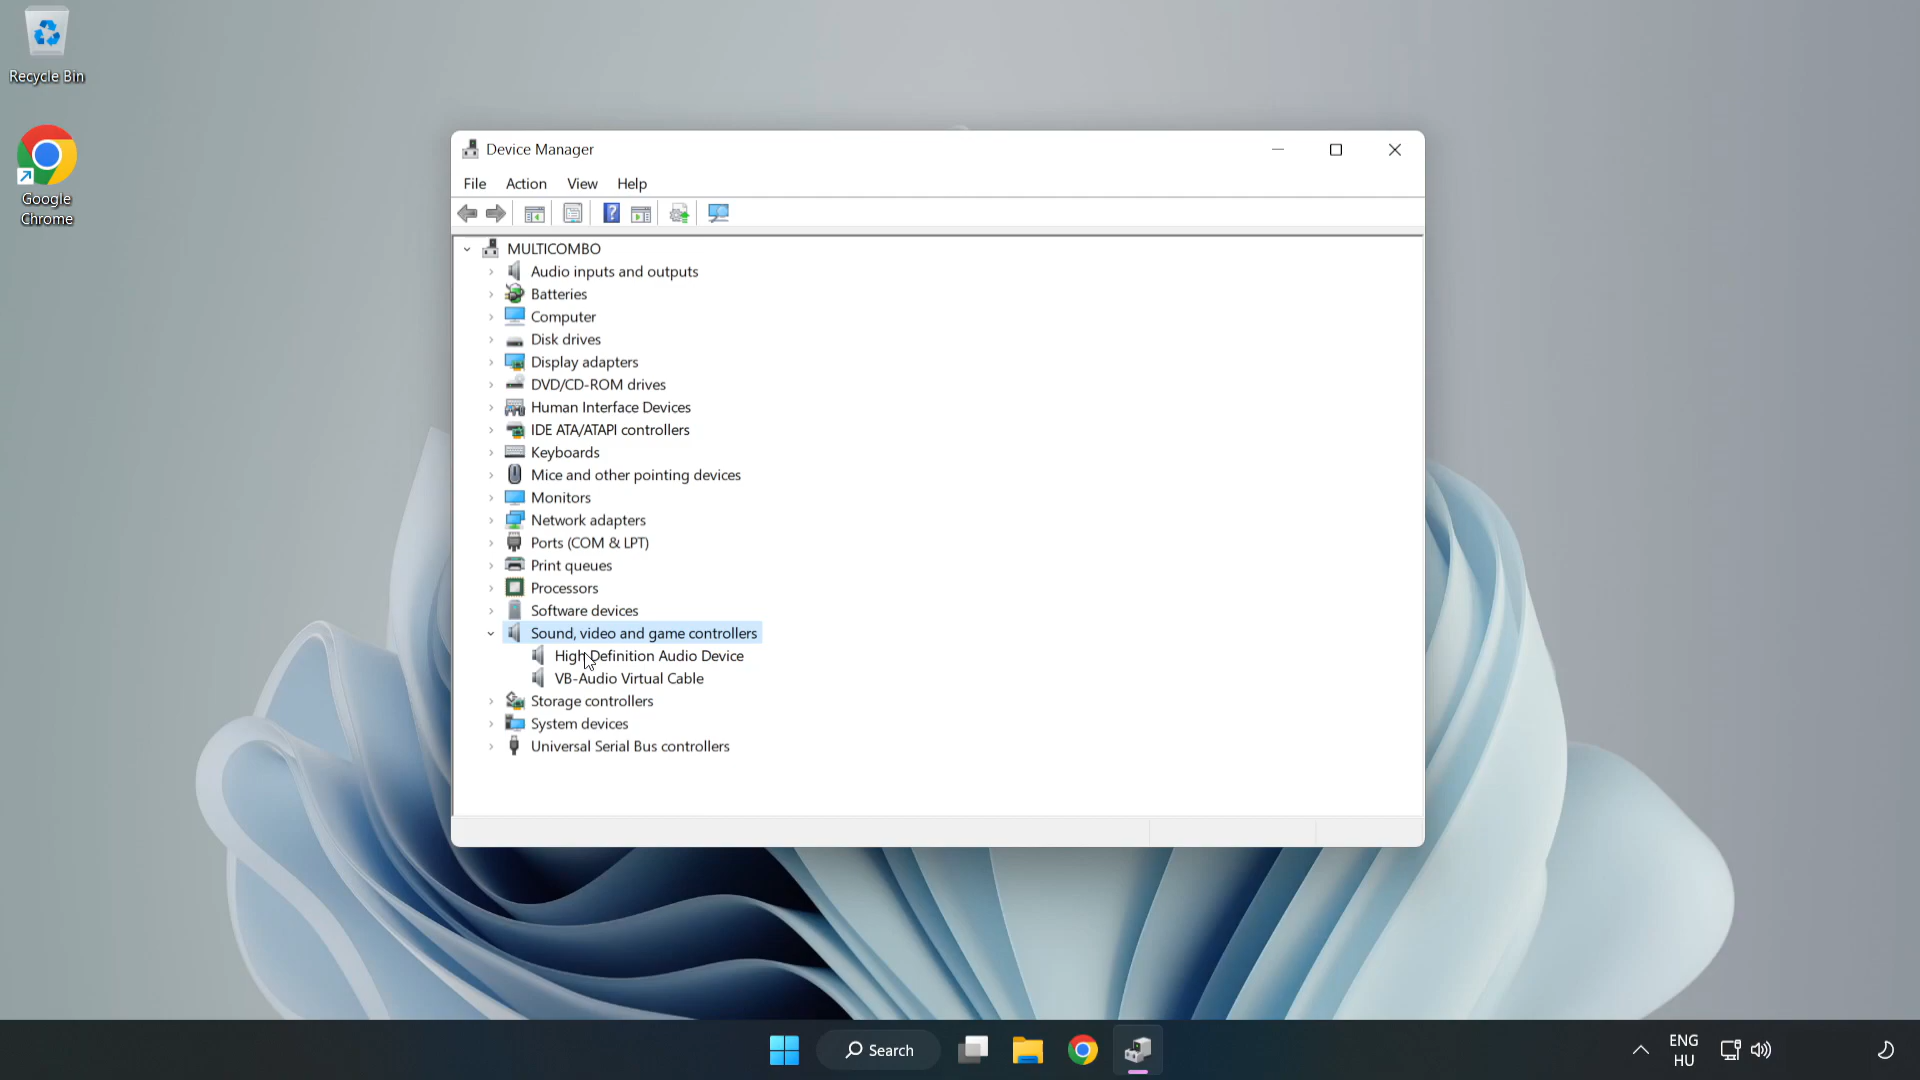 Recycle Bin
Google
Chrome
Device Manager
File Action View Help
MULTICOMBO
Audio inputs and outputs
Batteries
Computer
Disk drives
Display adapters
DVD/CD-ROM drives
Human Interface Devices
IDE ATA/ATAPI controllers
Keyboards
Mice and other pointing devices
Monitors
Network adapters
Ports (COM & LPT)
Print queues
Processors
Software devices
Sound, video and game controllers
High Definition Audio Device
VB-Audio Virtual Cable
Storage controllers
System devices
Universal Serial Bus controllers
Search
ENG
HU